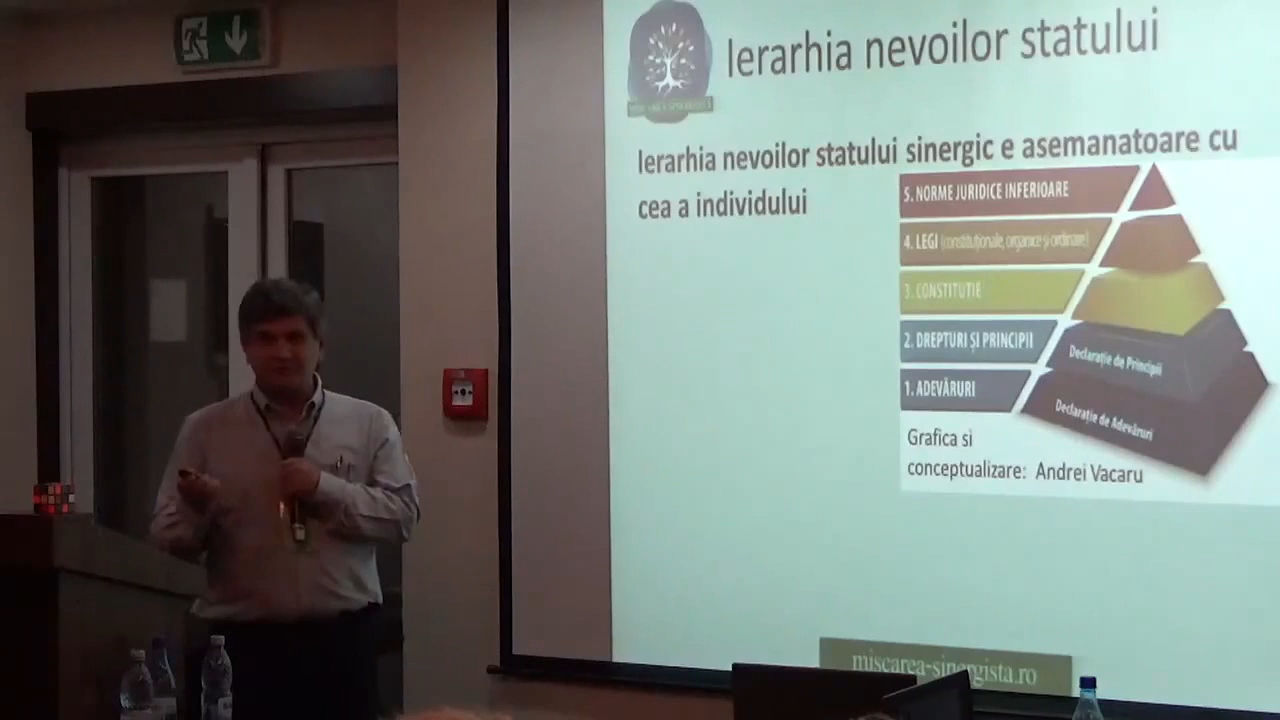 Ierarhia nevoilor statului
Ierarhia nevoilor statului sinergic e asemanatoare cu
cea a individului
5. NORME JURIDICE INFERIOARE
4. LEGI (constituționale, organice și ordinare)
3. CONSTITUȚIE
2. DREPTURI ȘI PRINCIPII
1. ADEVĂRURI
Declarație de Principii
Declarație de Adevăruri
Grafica si
conceptualizare: Andrei Vacaru
miscarea-sinergista.ro